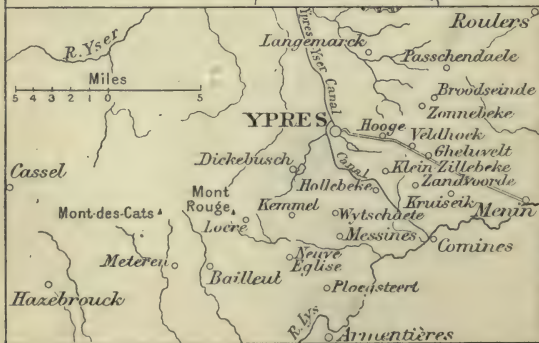 R. Yser
Roulers
Langemarck
Passchendaele
Ypres Yser Canal
Miles
5 4 3 2 1 0 5
Broodseinde
Zonnebeke
YPRES
Hooge
Veldhoek
Gheluvelt
Dickebusch
Canal
Klein Zillebeke
Cassel
Hollebeke
Zandvoorde
Mont
Rouge
Kruiseik
Menin
Mont-des-Cats
Kemmel
Wytschaete
Locre
Messines
Comines
Meteren
Bailleul
Neuve
Eglise
Hazebrouck
Ploegsteert
R. Lys
Armentières